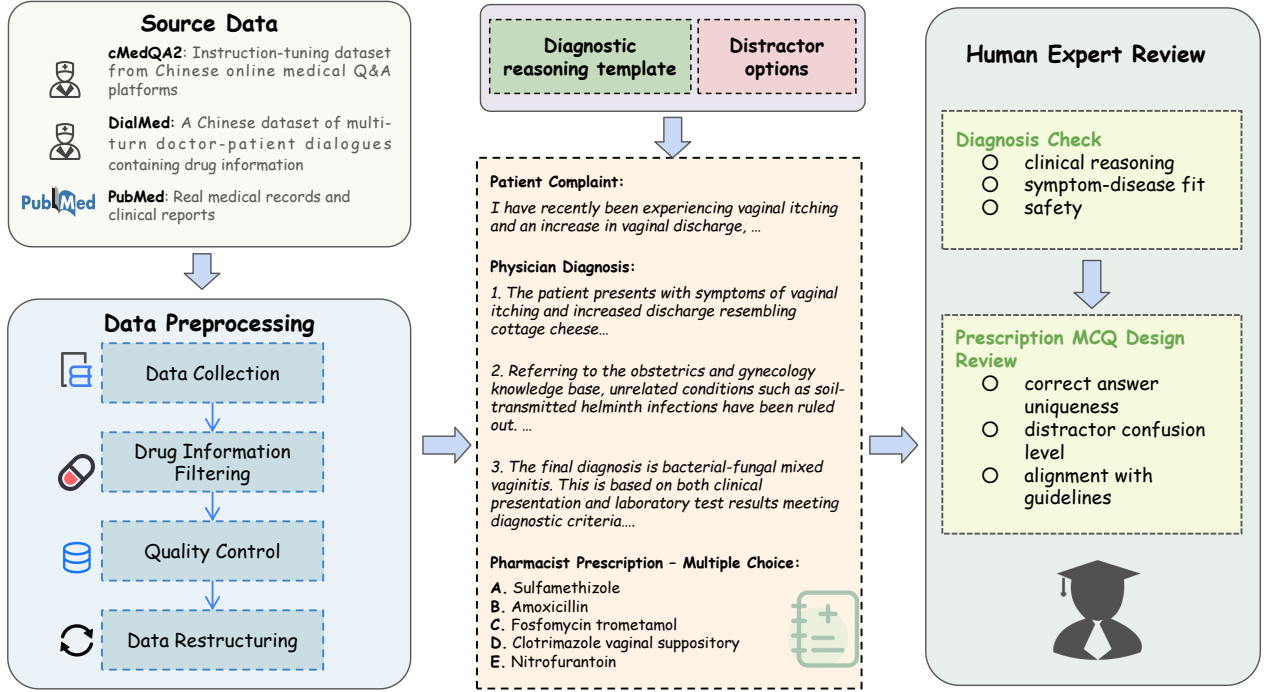 Source Data
cMedQA2: Instruction-tuning dataset
from Chinese online medical Q&A
platforms
DialMed: A Chinese dataset of multi-
turn doctor-patient dialogues
containing drug information
PubMed
PubMed: Real medical records and
clinical reports
Data Preprocessing
Data Collection
Drug Information
Filtering
Quality Control
Data Restructuring
Diagnostic
reasoning template
Distractor
options
Patient Complaint:
I have recently been experiencing vaginal itching
and an increase in vaginal discharge, …
Physician Diagnosis:
1. The patient presents with symptoms of vaginal
itching and increased discharge resembling
cottage cheese…
2. Referring to the obstetrics and gynecology
knowledge base, unrelated conditions such as soil-
transmitted helminth infections have been ruled
out. …
3. The final diagnosis is bacterial-fungal mixed
vaginitis. This is based on both clinical
presentation and laboratory test results meeting
diagnostic criteria….
Pharmacist Prescription – Multiple Choice:
A. Sulfamethizole
B. Amoxicillin
C. Fosfomycin trometamol
D. Clotrimazole vaginal suppository
E. Nitrofurantoin
Human Expert Review
Diagnosis Check
clinical reasoning
symptom-disease fit
safety
Prescription MCQ Design
Review
correct answer
uniqueness
distractor confusion
level
alignment with
guidelines